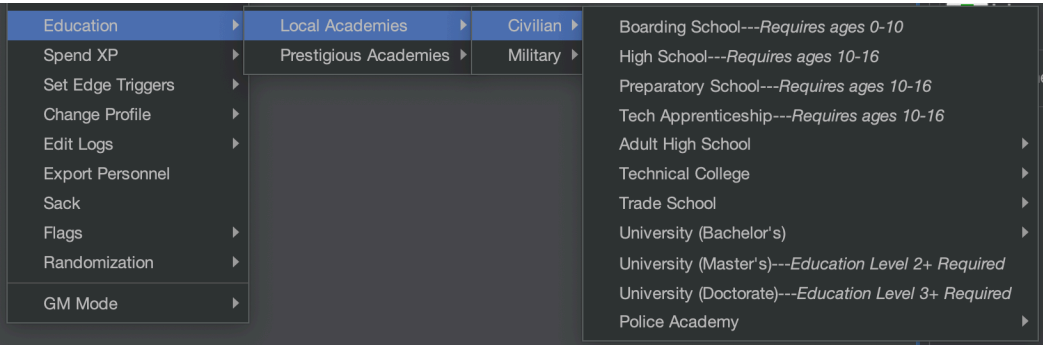 Education
Spend XP
Set Edge Triggers
Change Profile
Edit Logs
Export Personnel
Sack
Flags
Randomization
GM Mode
Local Academies
Prestigious Academies
Civilian
Military
Boarding School---Requires ages 0-10
High School---Requires ages 10-16
Preparatory School---Requires ages 10-16
Tech Apprenticeship---Requires ages 10-16
Adult High School
Technical College
Trade School
University (Bachelor's)
University (Master's)---Education Level 2+ Required
University (Doctorate)---Education Level 3+ Required
Police Academy